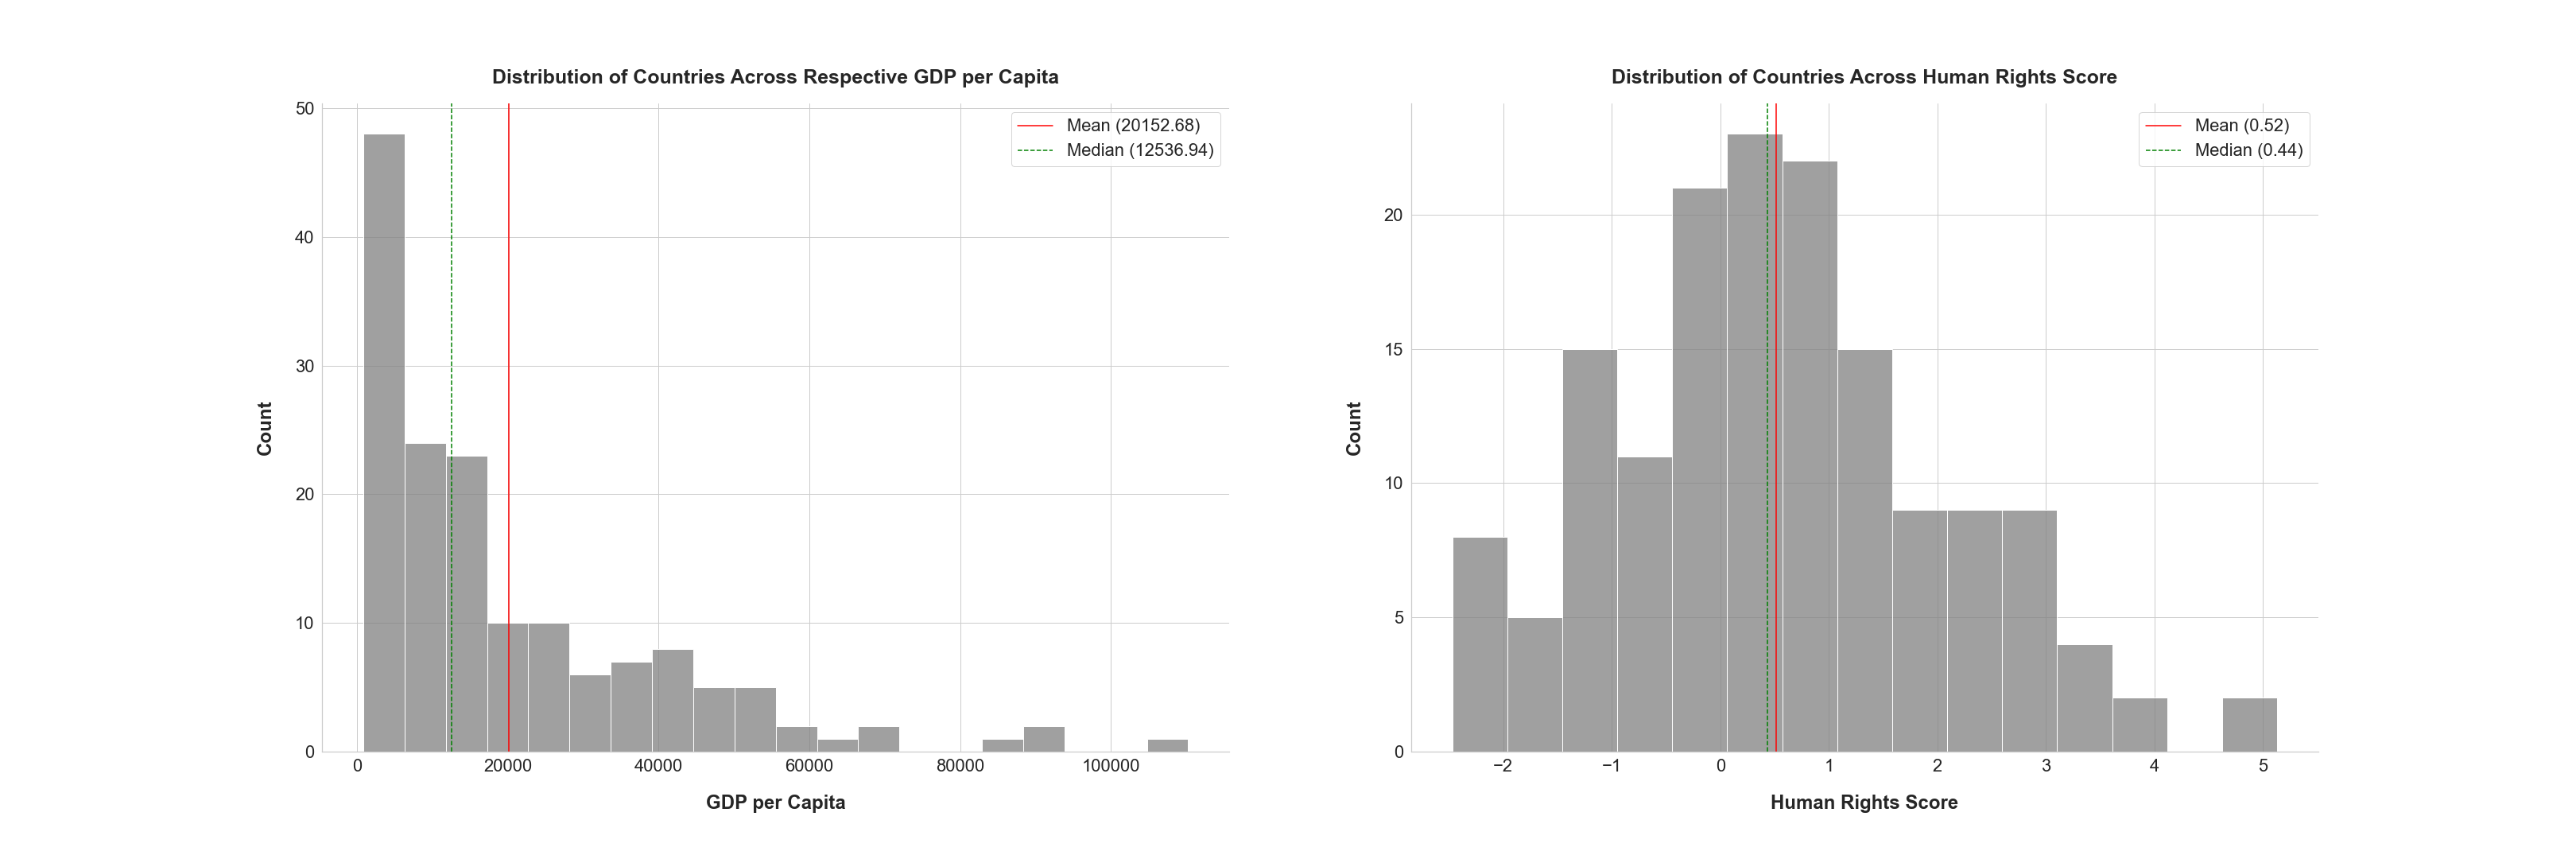 Distribution of Countries Across Respective GDP per Capita
Mean (20152.68)
Median (12536.94)
50
40
30
20
10
0
Count
0 20000 40000 60000 80000 100000
GDP per Capita
Distribution of Countries Across Human Rights Score
Mean (0.52)
Median (0.44)
20
15
10
5
0
Count
−2 −1 0 1 2 3 4 5
Human Rights Score